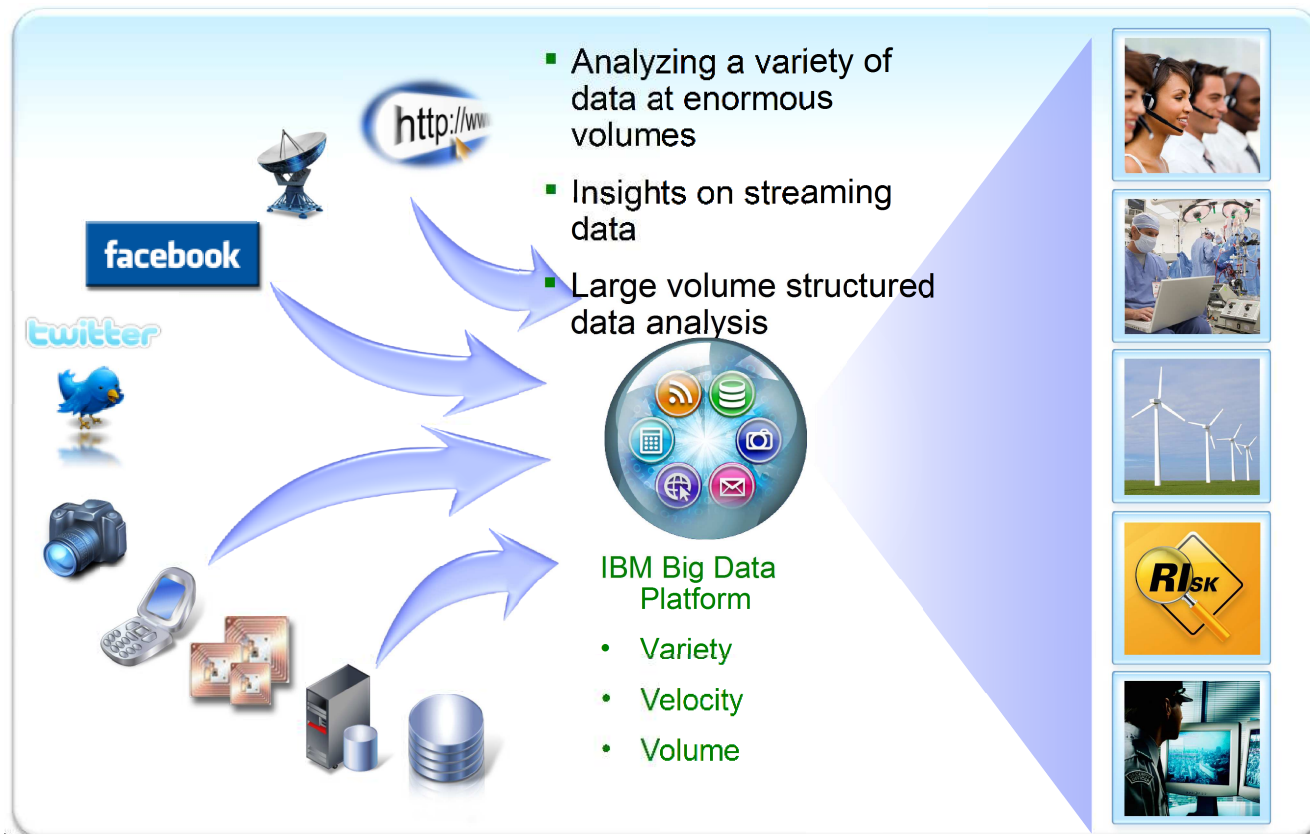 Analyzing a variety of
data at enormous
volumes
Insights on streaming
data
Large volume structured
data analysis
http://ww
facebook
twitter
IBM Big Data
Platform
• Variety
• Velocity
• Volume
RISK